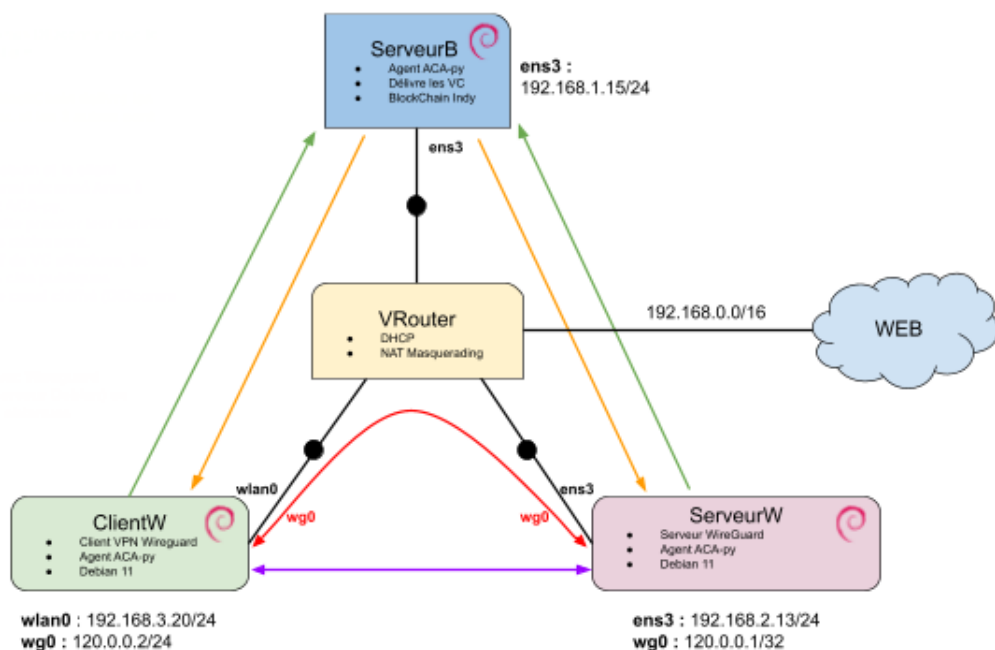 ServeurB
Agent ACA-py
Délivre les VC
BlockChain Indy
ens3 :
192.168.1.15/24
ens3
VRouter
DHCP
NAT Masquerading
192.168.0.0/16
WEB
wlan0
wg0
wg0
ens3
ClientW
Client VPN Wireguard
Agent ACA-py
Debian 11
ServeurW
Serveur WireGuard
Agent ACA-py
Debian 11
wlan0 : 192.168.3.20/24
wg0 : 120.0.0.2/24
ens3 : 192.168.2.13/24
wg0 : 120.0.0.1/32